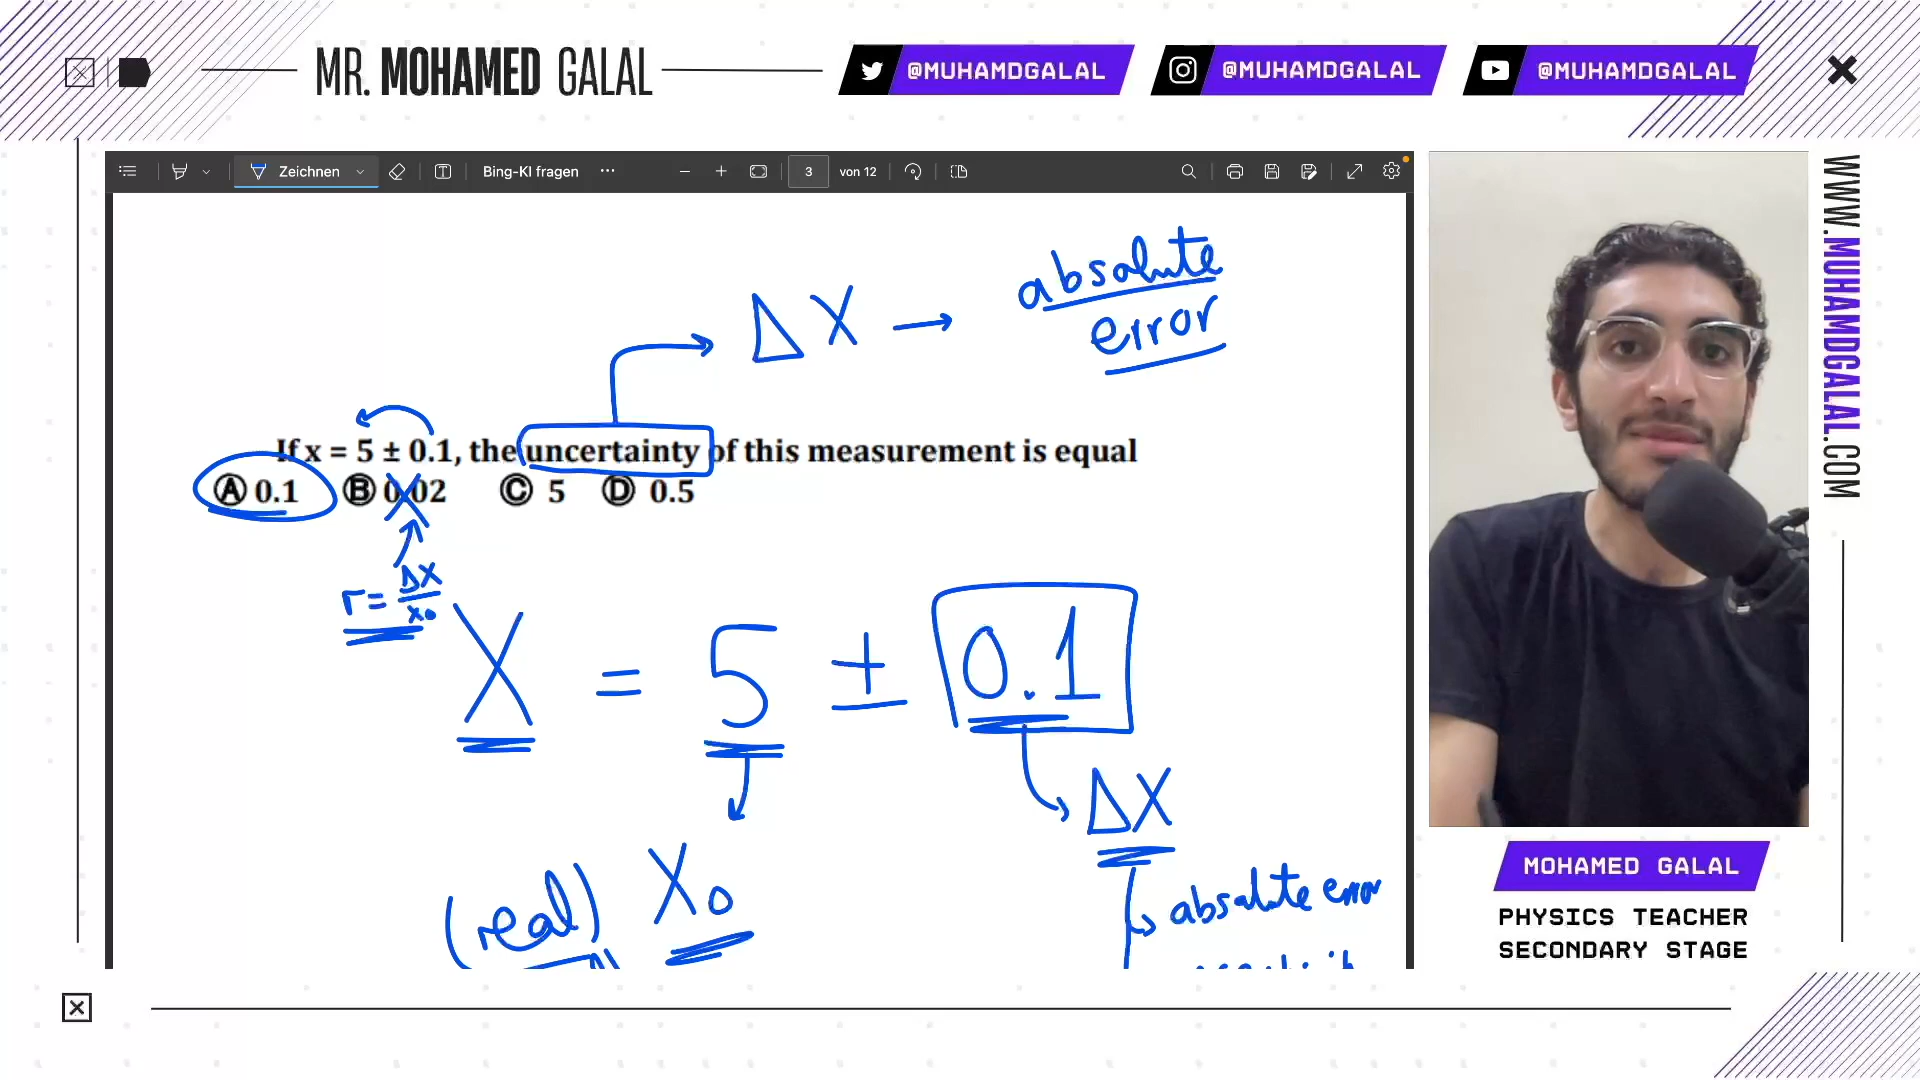 MR. MOHAMED GALAL
@MUHAMDGALAL
@MUHAMDGALAL
@MUHAMDGALAL
WWW.MUHAMDGALAL.COM
Zeichnen
Bing-KI fragen
3
von 12
ΔX → absolute
error
If x = 5 ± 0.1, the uncertainty of this measurement is equal
Ⓐ 0.1 Ⓑ 0.02 Ⓒ 5 Ⓓ 0.5
r = ΔX
x₀
X = 5 ± 0.1
ΔX
(real) X₀
absolute error
MOHAMED GALAL
PHYSICS TEACHER
SECONDARY STAGE